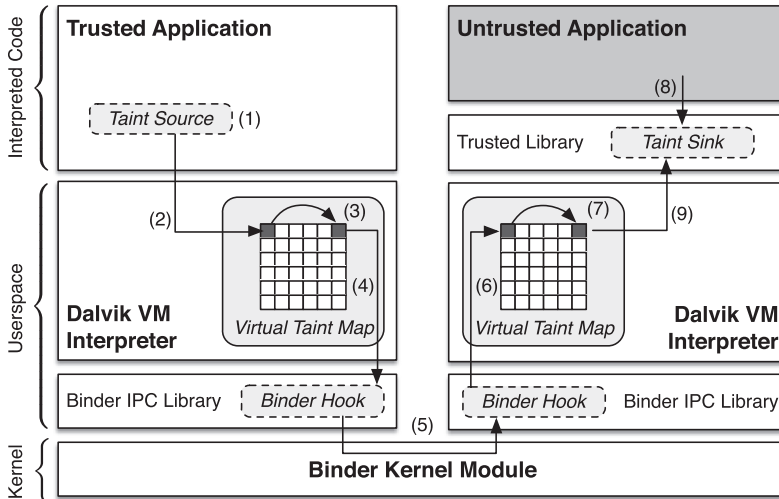 Interpreted Code
Trusted Application
Taint Source
(1)
Untrusted Application
(8)
Trusted Library
Taint Sink
Userspace
(2)
(3)
(4)
Virtual Taint Map
Dalvik VM
Interpreter
(7)
(9)
(6)
Virtual Taint Map
Dalvik VM
Interpreter
Binder IPC Library
Binder Hook
(5)
Binder Hook
Binder IPC Library
Kernel
Binder Kernel Module